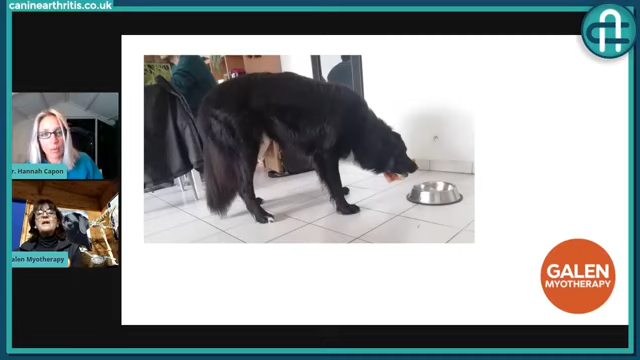 caninearthritis.co.uk
r. Hannah Capon
alen Myotherapy
GALEN
MYOTHERAPY